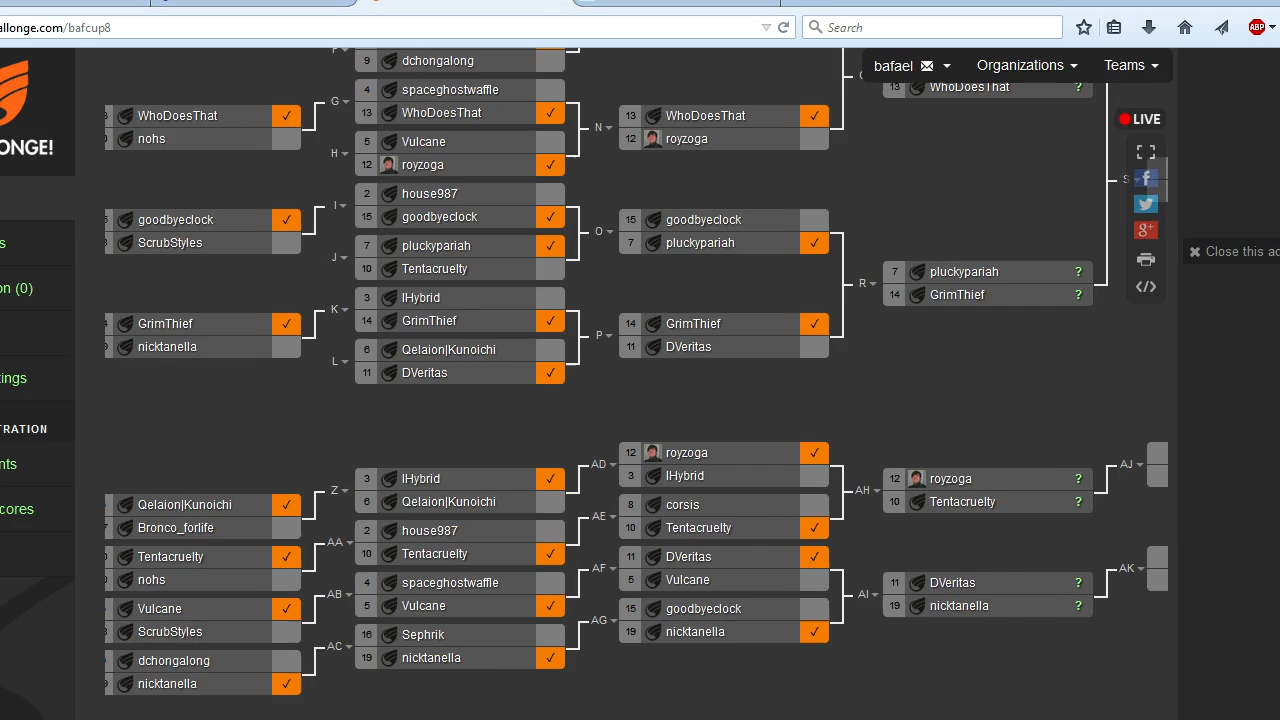 allonge.com/bafcup8
Search
bafael
Organizations
Teams
LIVE
ONGE!
S
9 dchongalong
G
4 spaceghostwaffle
13 WhoDoesThat
WhoDoesThat
nohs
N
13 WhoDoesThat
12 royzoga
13 WhoDoesThat
H
5 Vulcane
12 royzoga
I
2 house987
15 goodbyeclock
goodbyeclock
ScrubStyles
O
15 goodbyeclock
7 pluckypariah
J
7 pluckypariah
10 Tentacruelty
K
3 IHybrid
14 GrimThief
GrimThief
nicktanella
P
14 GrimThief
11 DVeritas
R
7 pluckypariah ?
14 GrimThief ?
L
6 Qelaion|Kunoichi
11 DVeritas
AD
12 royzoga
3 IHybrid
Z
3 IHybrid
6 Qelaion|Kunoichi
Qelaion|Kunoichi
Bronco_forlife
AE
8 corsis
10 Tentacruelty
AH
12 royzoga ?
10 Tentacruelty ?
AJ
AA
2 house987
10 Tentacruelty
Tentacruelty
nohs
AF
11 DVeritas
5 Vulcane
AB
4 spaceghostwaffle
5 Vulcane
Vulcane
ScrubStyles
AG
15 goodbyeclock
19 nicktanella
AI
11 DVeritas ?
19 nicktanella ?
AK
AC
16 Sephrik
19 nicktanella
dchongalong
nicktanella
s
on (0)
tings
TRATION
nts
cores
Close this ad
ABP
f
g+